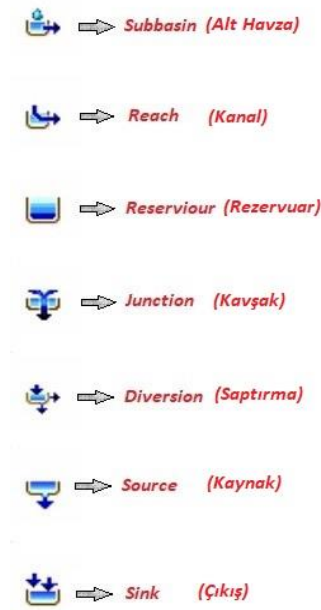 Subbasin (Alt Havza)
Reach (Kanal)
Reserviour (Rezervuar)
Junction (Kavşak)
Diversion (Saptırma)
Source (Kaynak)
Sink (Çıkış)